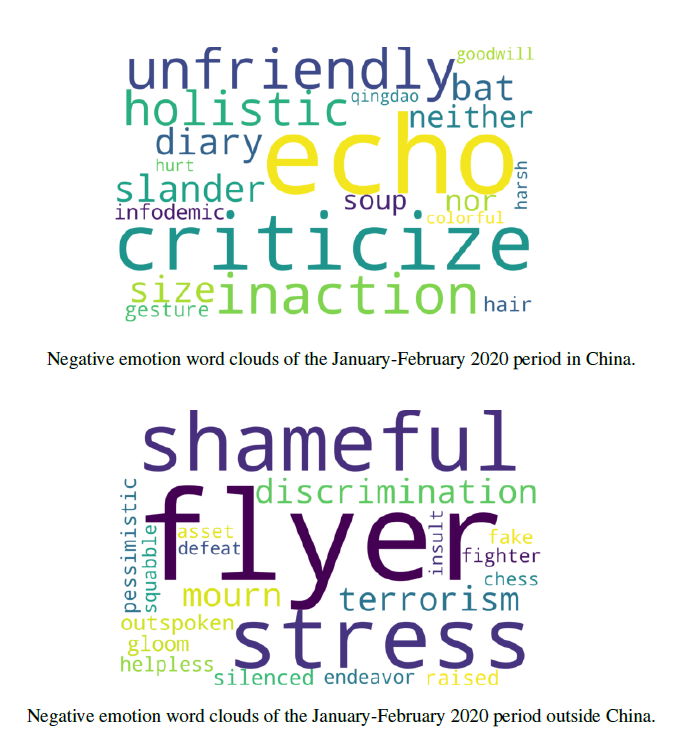 goodwill
unfriendly
bat
holistic
qingdao
neither
diary
echo
hurt
harsh
slander
soup
nor
infodemic
colorful
criticize
size
inaction
gesture
hair
Negative emotion word clouds of the January-February 2020 period in China.
shameful
discrimination
pessimistic
flyer
squabble
asset
defeat
insult
fake
fighter
chess
mourn
terrorism
outspoken
stress
gloom
helpless
silenced
endeavor
raised
Negative emotion word clouds of the January-February 2020 period outside China.